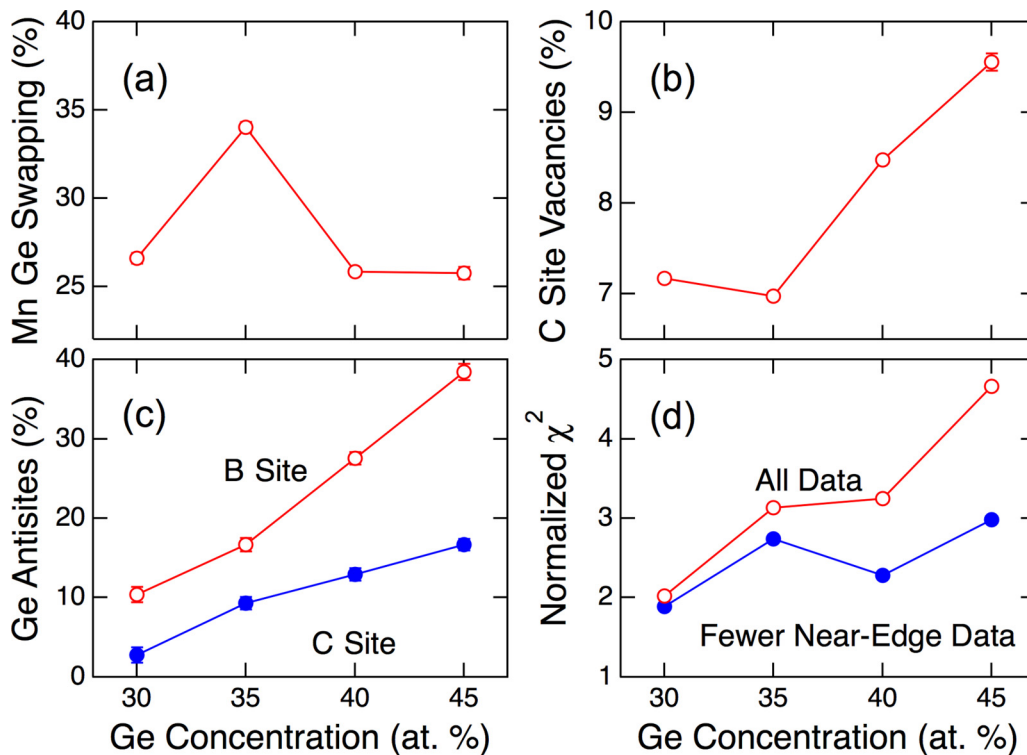 Mn Ge Swapping (%)
40
35
30
25
(a)
C Site Vacancies (%)
10
9
8
7
(b)
Ge Antisites (%)
40
30
20
10
0
(c)
B Site
C Site
30 35 40 45
Ge Concentration (at. %)
Normalized χ²
5
4
3
2
1
(d)
All Data
Fewer Near-Edge Data
30 35 40 45
Ge Concentration (at. %)